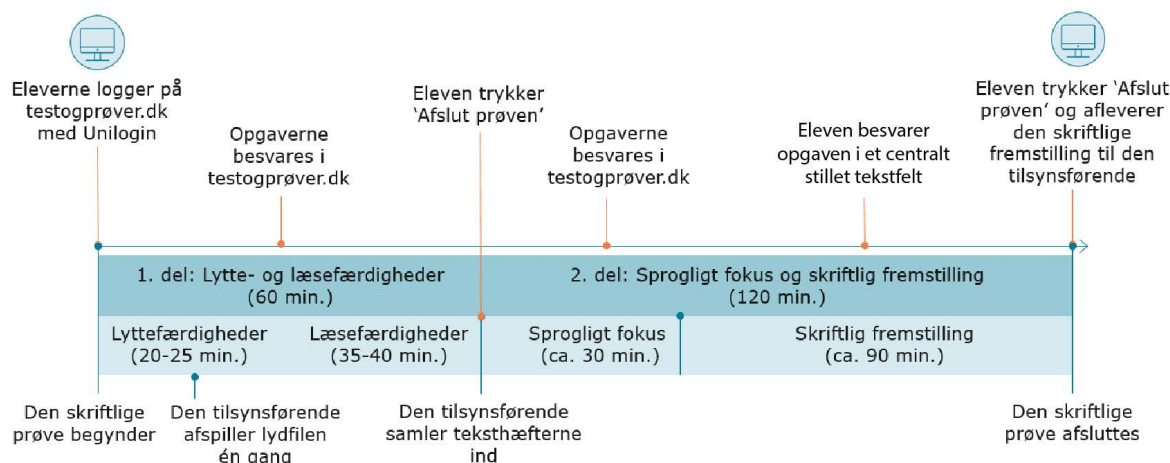 Eleverne logger på
testogprøver.dk
med Unilogin
Opgaverne
besvares i
testogprøver.dk
Eleven trykker
‘Afslut prøven’
Opgaverne
besvares i
testogprøver.dk
Eleven besvarer
opgaven i et centralt
stillet tekstfelt
Eleven trykker ‘Afslut
prøven’ og afleverer
den skriftlige
fremstilling til den
tilsynsførende
1. del: Lytte- og læsefærdigheder
(60 min.)
2. del: Sprogligt fokus og skriftlig fremstilling
(120 min.)
Lyttefærdigheder
(20-25 min.)
Læsefærdigheder
(35-40 min.)
Sprogligt fokus
(ca. 30 min.)
Skriftlig fremstilling
(ca. 90 min.)
Den skriftlige
prøve begynder
Den tilsynsførende
afspiller lydfilen
én gang
Den tilsynsførende
samler teksthæfterne
ind
Den skriftlige
prøve afsluttes